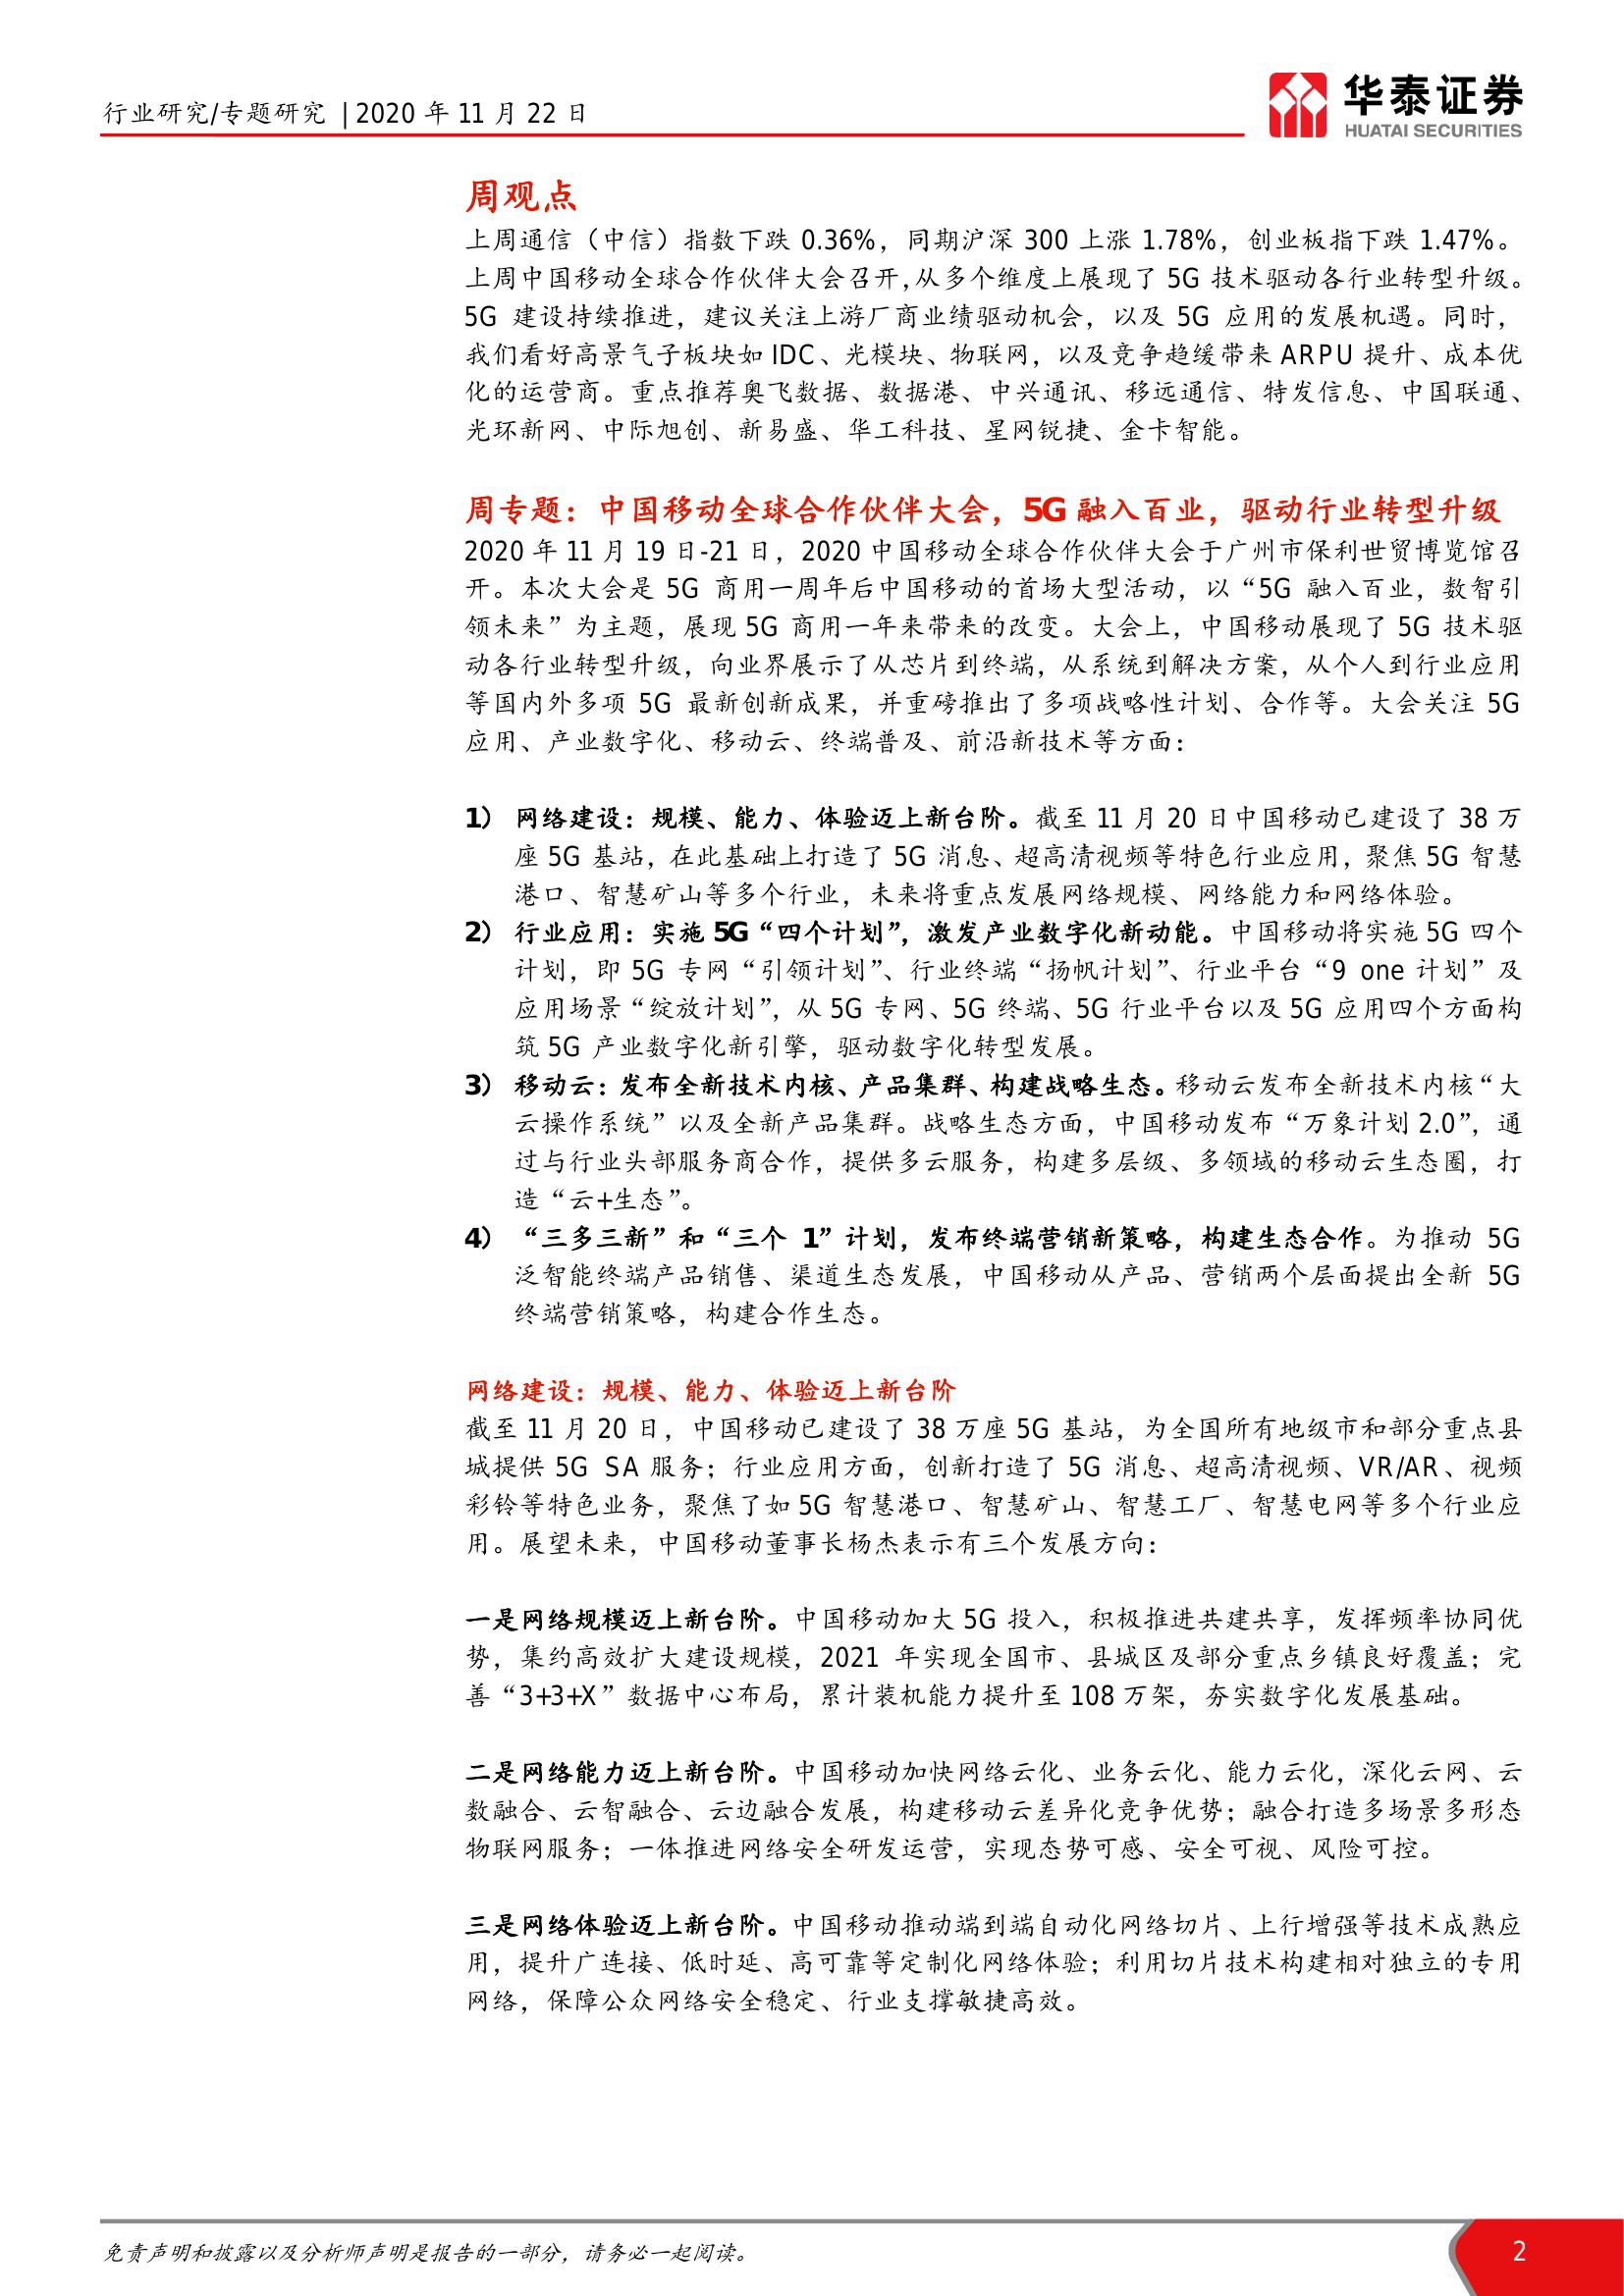 行业研究/专题研究 | 2020 年 11 月 22 日
华泰证券
HUATAI SECURITIES
周观点
上周通信（中信）指数下跌 0.36%，同期沪深 300 上涨 1.78%，创业板指下跌 1.47%。
上周中国移动全球合作伙伴大会召开，从多个维度上展现了 5G 技术驱动各行业转型升级。
5G 建设持续推进，建议关注上游厂商业绩驱动机会，以及 5G 应用的发展机遇。同时，
我们看好高景气子板块如 IDC、光模块、物联网，以及竞争趋缓带来 ARPU 提升、成本优
化的运营商。重点推荐奥飞数据、数据港、中兴通讯、移远通信、特发信息、中国联通、
光环新网、中际旭创、新易盛、华工科技、星网锐捷、金卡智能。
周专题：中国移动全球合作伙伴大会，5G 融入百业，驱动行业转型升级
2020 年 11 月 19 日-21 日，2020 中国移动全球合作伙伴大会于广州市保利世贸博览馆召
开。本次大会是 5G 商用一周年后中国移动的首场大型活动，以“5G 融入百业，数智引
领未来”为主题，展现 5G 商用一年来带来的改变。大会上，中国移动展现了 5G 技术驱
动各行业转型升级，向业界展示了从芯片到终端，从系统到解决方案，从个人到行业应用
等国内外多项 5G 最新创新成果，并重磅推出了多项战略性计划、合作等。大会关注 5G
应用、产业数字化、移动云、终端普及、前沿新技术等方面：
1） 网络建设：规模、能力、体验迈上新台阶。截至 11 月 20 日中国移动已建设了 38 万
座 5G 基站，在此基础上打造了 5G 消息、超高清视频等特色行业应用，聚焦 5G 智慧
港口、智慧矿山等多个行业，未来将重点发展网络规模、网络能力和网络体验。
2） 行业应用：实施 5G“四个计划”，激发产业数字化新动能。中国移动将实施 5G 四个
计划，即 5G 专网“引领计划”、行业终端“扬帆计划”、行业平台“9 one 计划”及
应用场景“绽放计划”，从 5G 专网、5G 终端、5G 行业平台以及 5G 应用四个方面构
筑 5G 产业数字化新引擎，驱动数字化转型发展。
3） 移动云：发布全新技术内核、产品集群、构建战略生态。移动云发布全新技术内核“大
云操作系统”以及全新产品集群。战略生态方面，中国移动发布“万象计划 2.0”，通
过与行业头部服务商合作，提供多云服务，构建多层级、多领域的移动云生态圈，打
造“云+生态”。
4） “三多三新”和“三个 1”计划，发布终端营销新策略，构建生态合作。为推动 5G
泛智能终端产品销售、渠道生态发展，中国移动从产品、营销两个层面提出全新 5G
终端营销策略，构建合作生态。
网络建设：规模、能力、体验迈上新台阶
截至 11 月 20 日，中国移动已建设了 38 万座 5G 基站，为全国所有地级市和部分重点县
城提供 5G SA 服务；行业应用方面，创新打造了 5G 消息、超高清视频、VR/AR、视频
彩铃等特色业务，聚焦了如 5G 智慧港口、智慧矿山、智慧工厂、智慧电网等多个行业应
用。展望未来，中国移动董事长杨杰表示有三个发展方向：
一是网络规模迈上新台阶。中国移动加大 5G 投入，积极推进共建共享，发挥频率协同优
势，集约高效扩大建设规模，2021 年实现全国市、县城区及部分重点乡镇良好覆盖；完
善“3+3+X”数据中心布局，累计装机能力提升至 108 万架，夯实数字化发展基础。
二是网络能力迈上新台阶。中国移动加快网络云化、业务云化、能力云化，深化云网、云
数融合、云智融合、云边融合发展，构建移动云差异化竞争优势；融合打造多场景多形态
物联网服务；一体推进网络安全研发运营，实现态势可感、安全可视、风险可控。
三是网络体验迈上新台阶。中国移动推动端到端自动化网络切片、上行增强等技术成熟应
用，提升广连接、低时延、高可靠等定制化网络体验；利用切片技术构建相对独立的专用
网络，保障公众网络安全稳定、行业支撑敏捷高效。
免责声明和披露以及分析师声明是报告的一部分，请务必一起阅读。
2